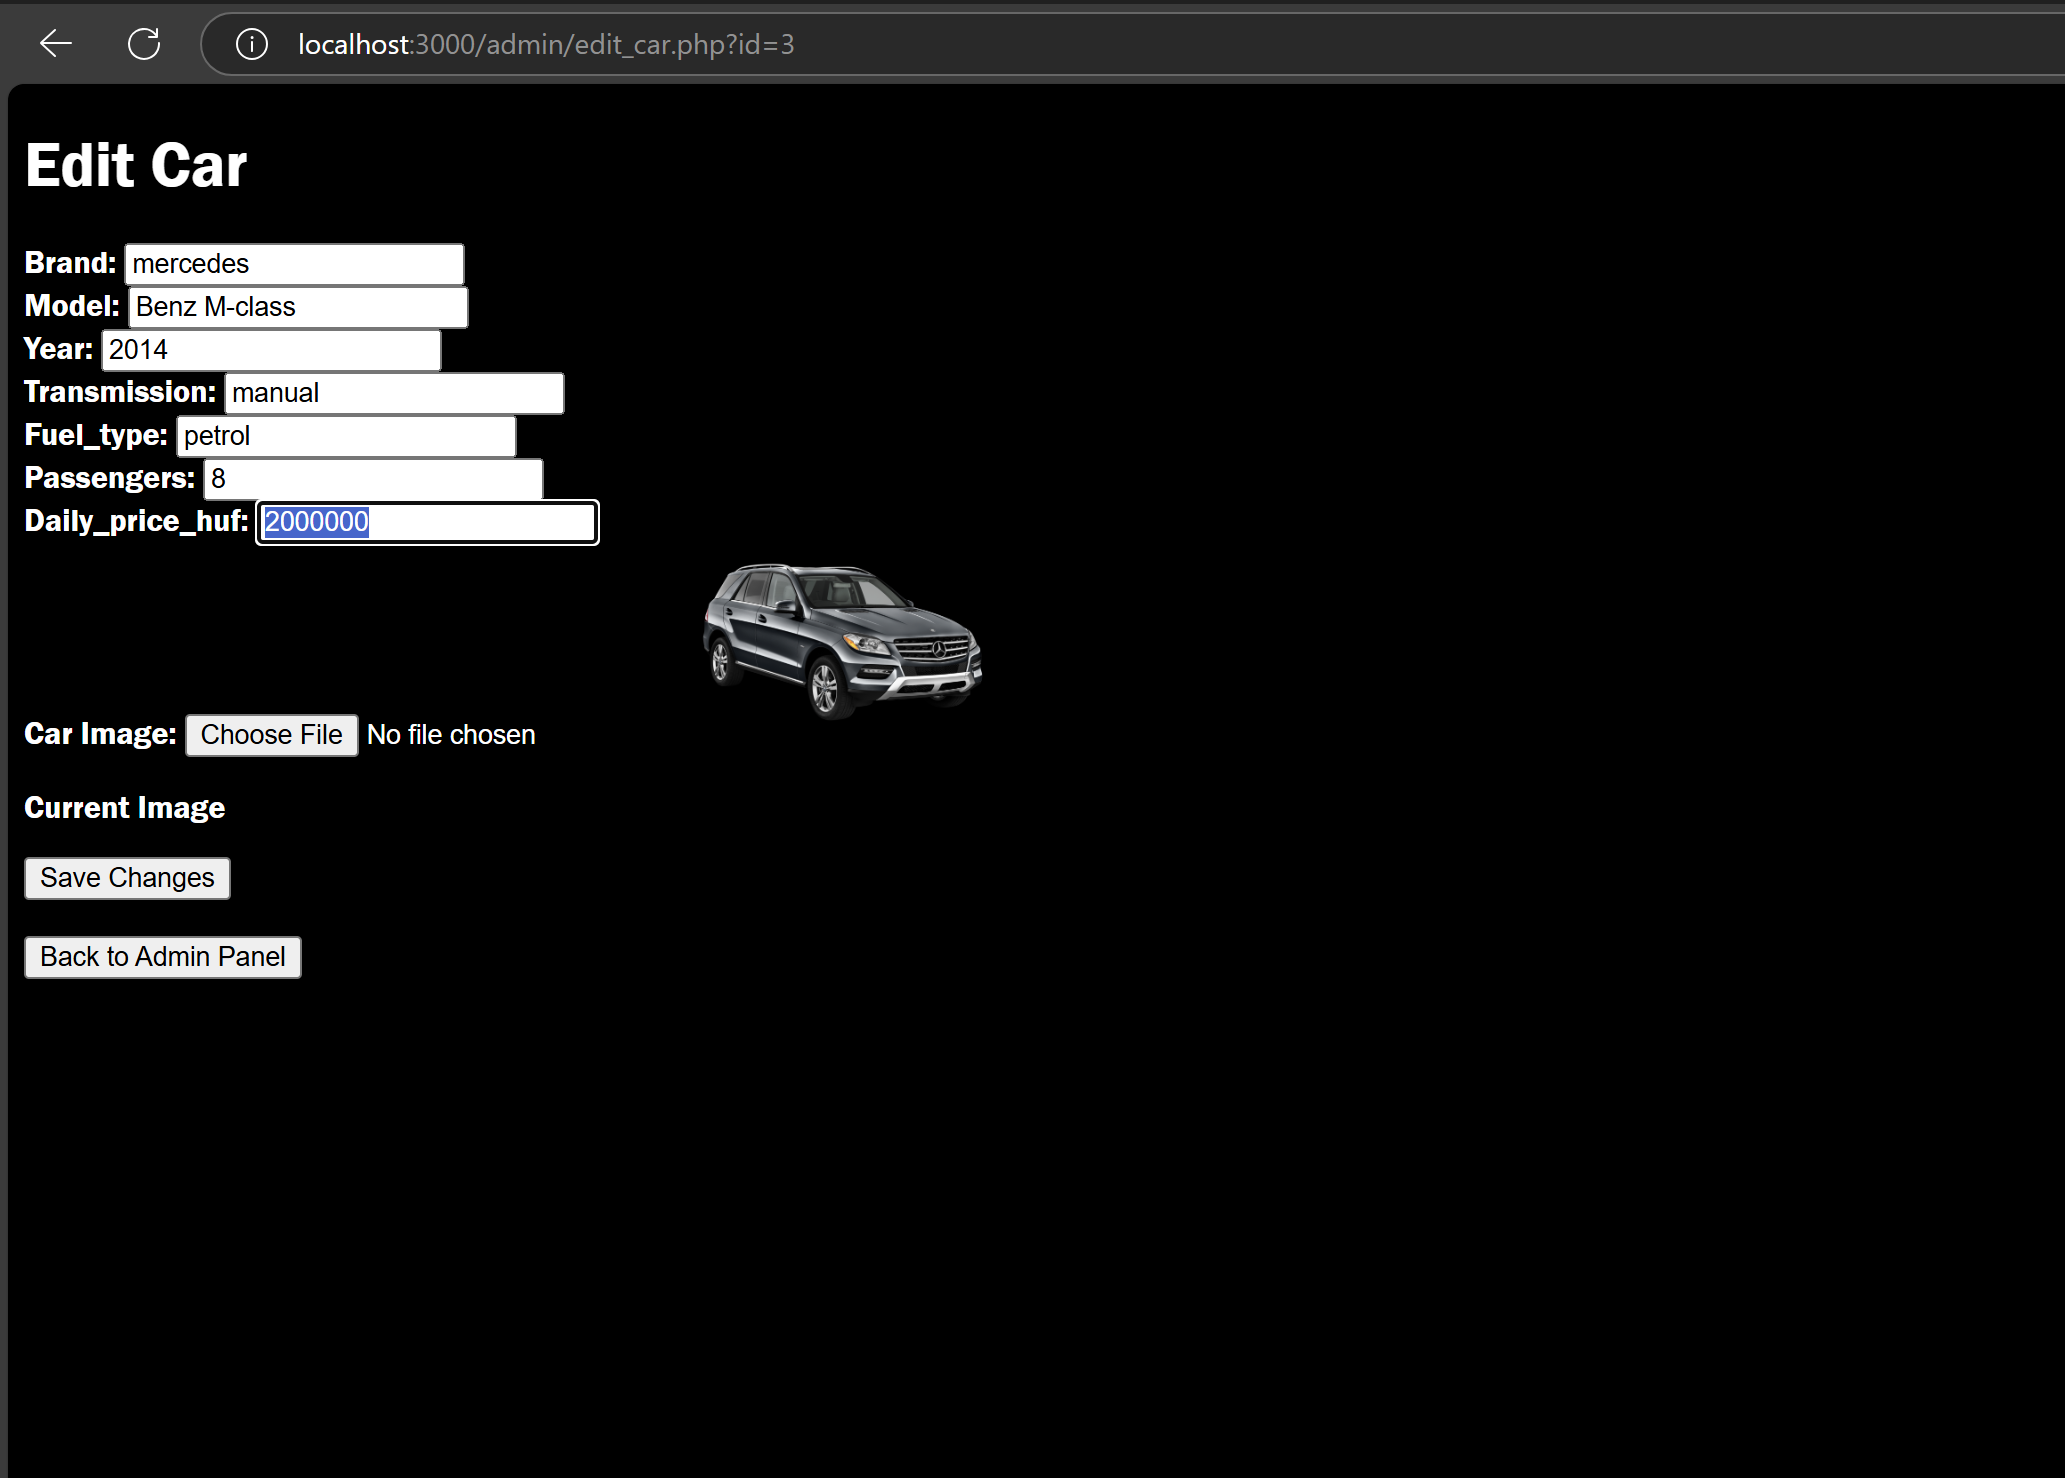 localhost:3000/admin/edit_car.php?id=3
Edit Car
Brand: mercedes
Model: Benz M-class
Year: 2014
Transmission: manual
Fuel_type: petrol
Passengers: 8
Daily_price_huf: 2000000
Car Image: Choose File No file chosen
Current Image
Save Changes
Back to Admin Panel